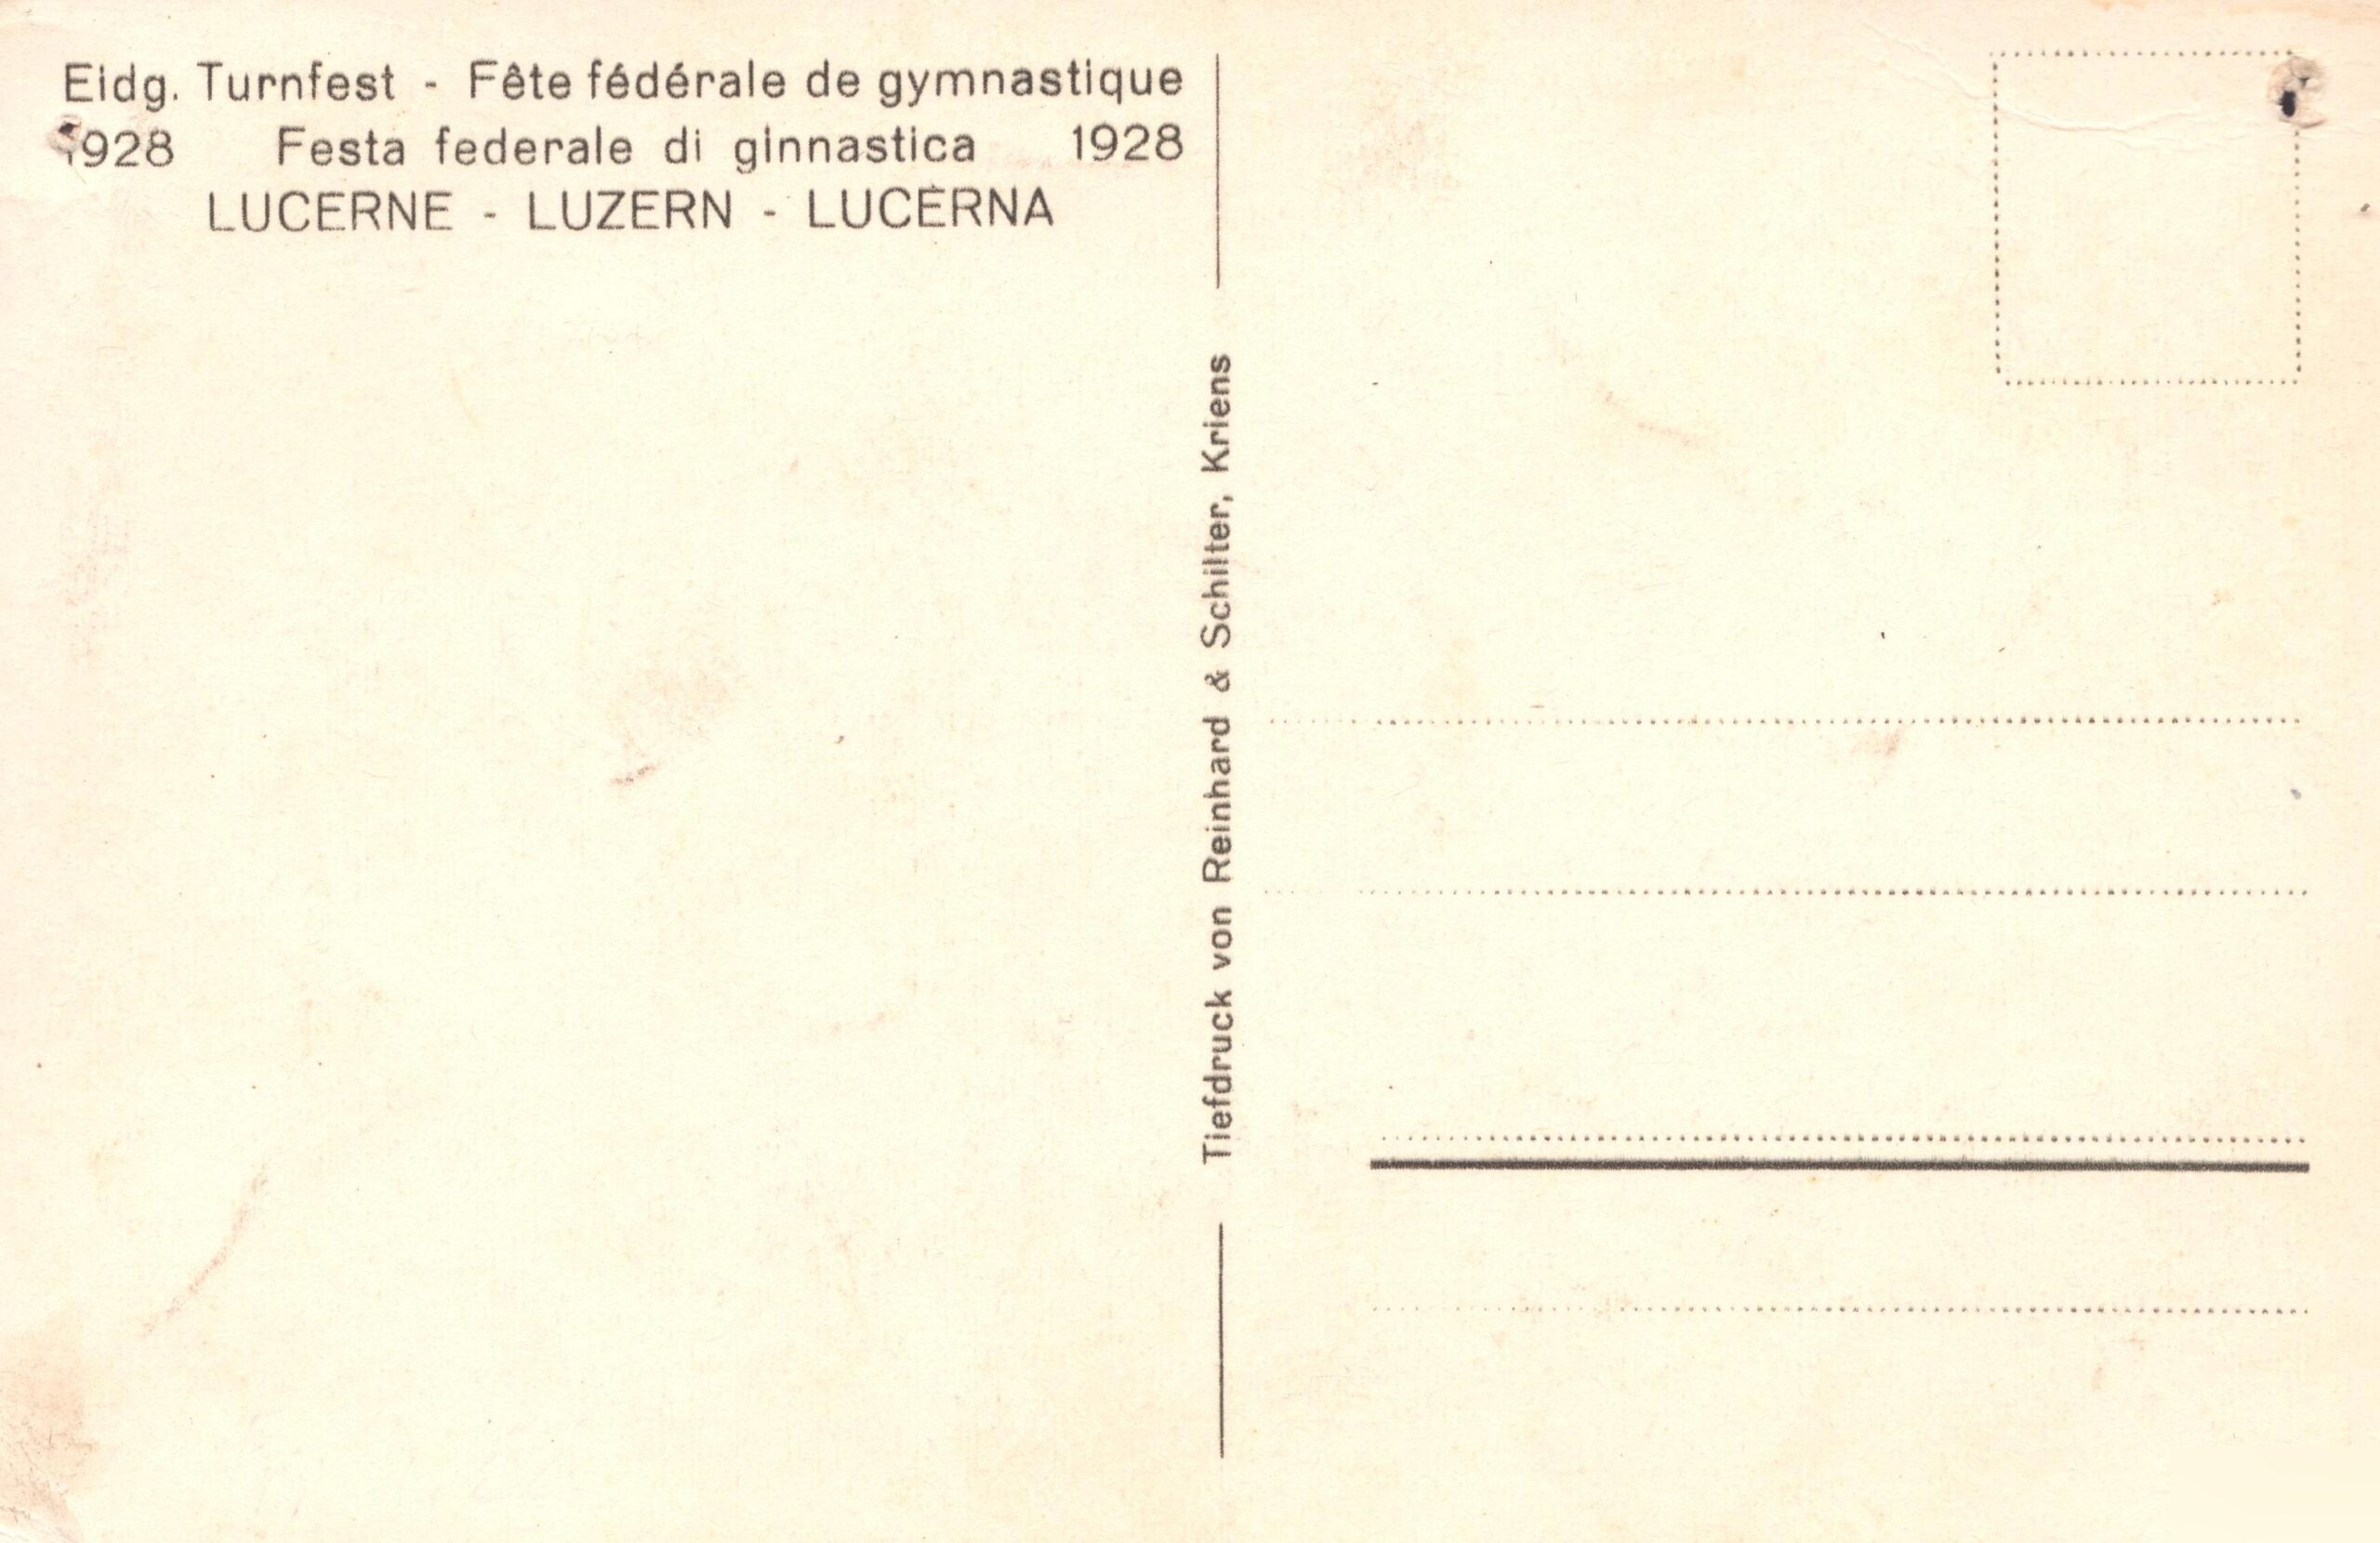 Eidg. Turnfest - Fête fédérale de gymnastique
1928 Festa federale di ginnastica 1928
LUCERNE - LUZERN - LUCERNA
Tiefdruck von Reinhard & Schilter, Kriens